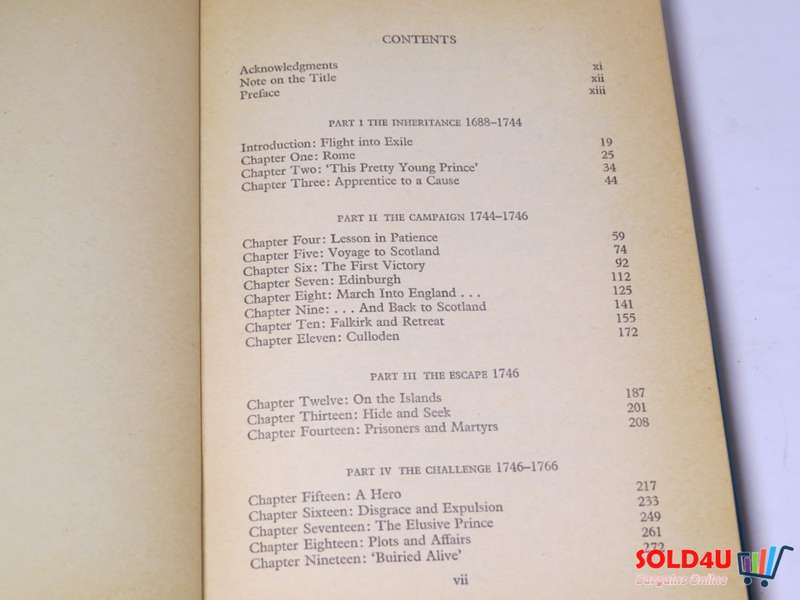 CONTENTS
Acknowledgments xi
Note on the Title xii
Preface xiii
PART I THE INHERITANCE 1688–1744
Introduction: Flight into Exile 19
Chapter One: Rome 25
Chapter Two: 'This Pretty Young Prince' 34
Chapter Three: Apprentice to a Cause 44
PART II THE CAMPAIGN 1744–1746
Chapter Four: Lesson in Patience 59
Chapter Five: Voyage to Scotland 74
Chapter Six: The First Victory 92
Chapter Seven: Edinburgh 112
Chapter Eight: March Into England . . . 125
Chapter Nine: . . . And Back to Scotland 141
Chapter Ten: Falkirk and Retreat 155
Chapter Eleven: Culloden 172
PART III THE ESCAPE 1746
Chapter Twelve: On the Islands 187
Chapter Thirteen: Hide and Seek 201
Chapter Fourteen: Prisoners and Martyrs 208
PART IV THE CHALLENGE 1746–1766
Chapter Fifteen: A Hero 217
Chapter Sixteen: Disgrace and Expulsion 233
Chapter Seventeen: The Elusive Prince 249
Chapter Eighteen: Plots and Affairs 261
Chapter Nineteen: 'Buiried Alive' 272
vii
SOLD4U
Bargains Online